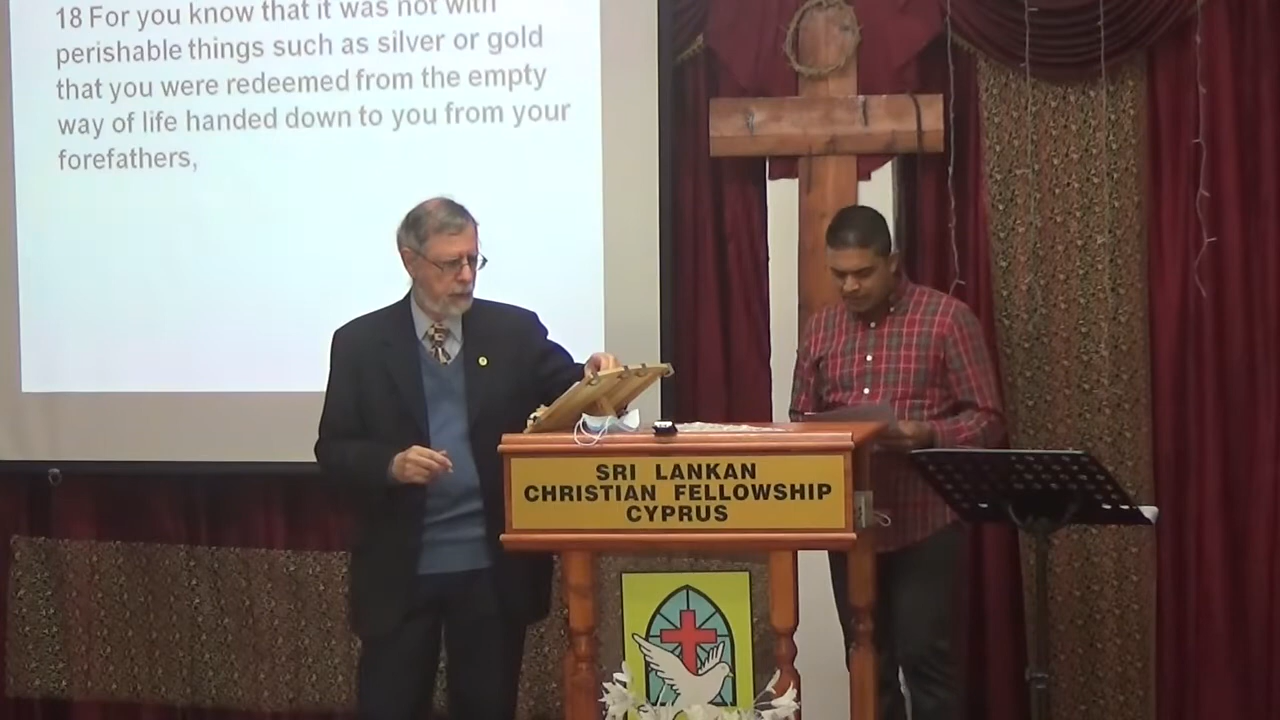 18 For you know that it was not with
perishable things such as silver or gold
that you were redeemed from the empty
way of life handed down to you from your
forefathers,
SRI LANKAN
CHRISTIAN FELLOWSHIP
CYPRUS